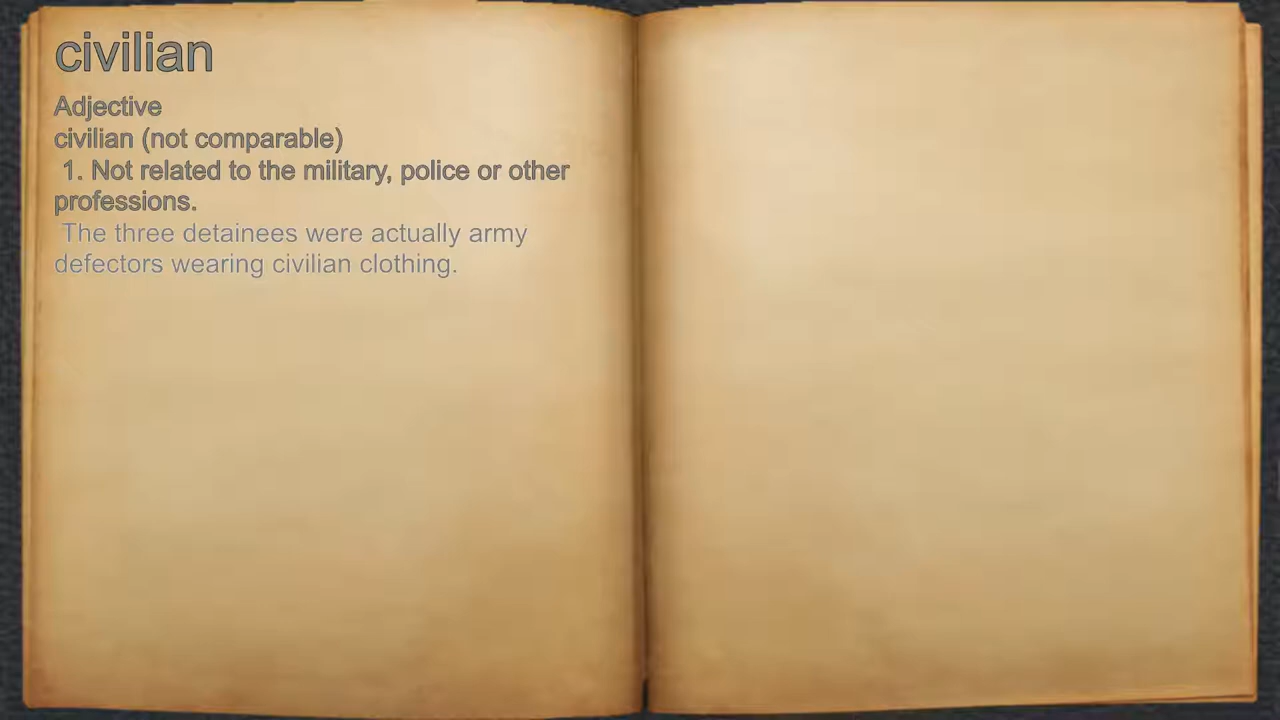 civilian
Adjective
civilian (not comparable)
1. Not related to the military, police or other
professions.
The three detainees were actually army
defectors wearing civilian clothing.